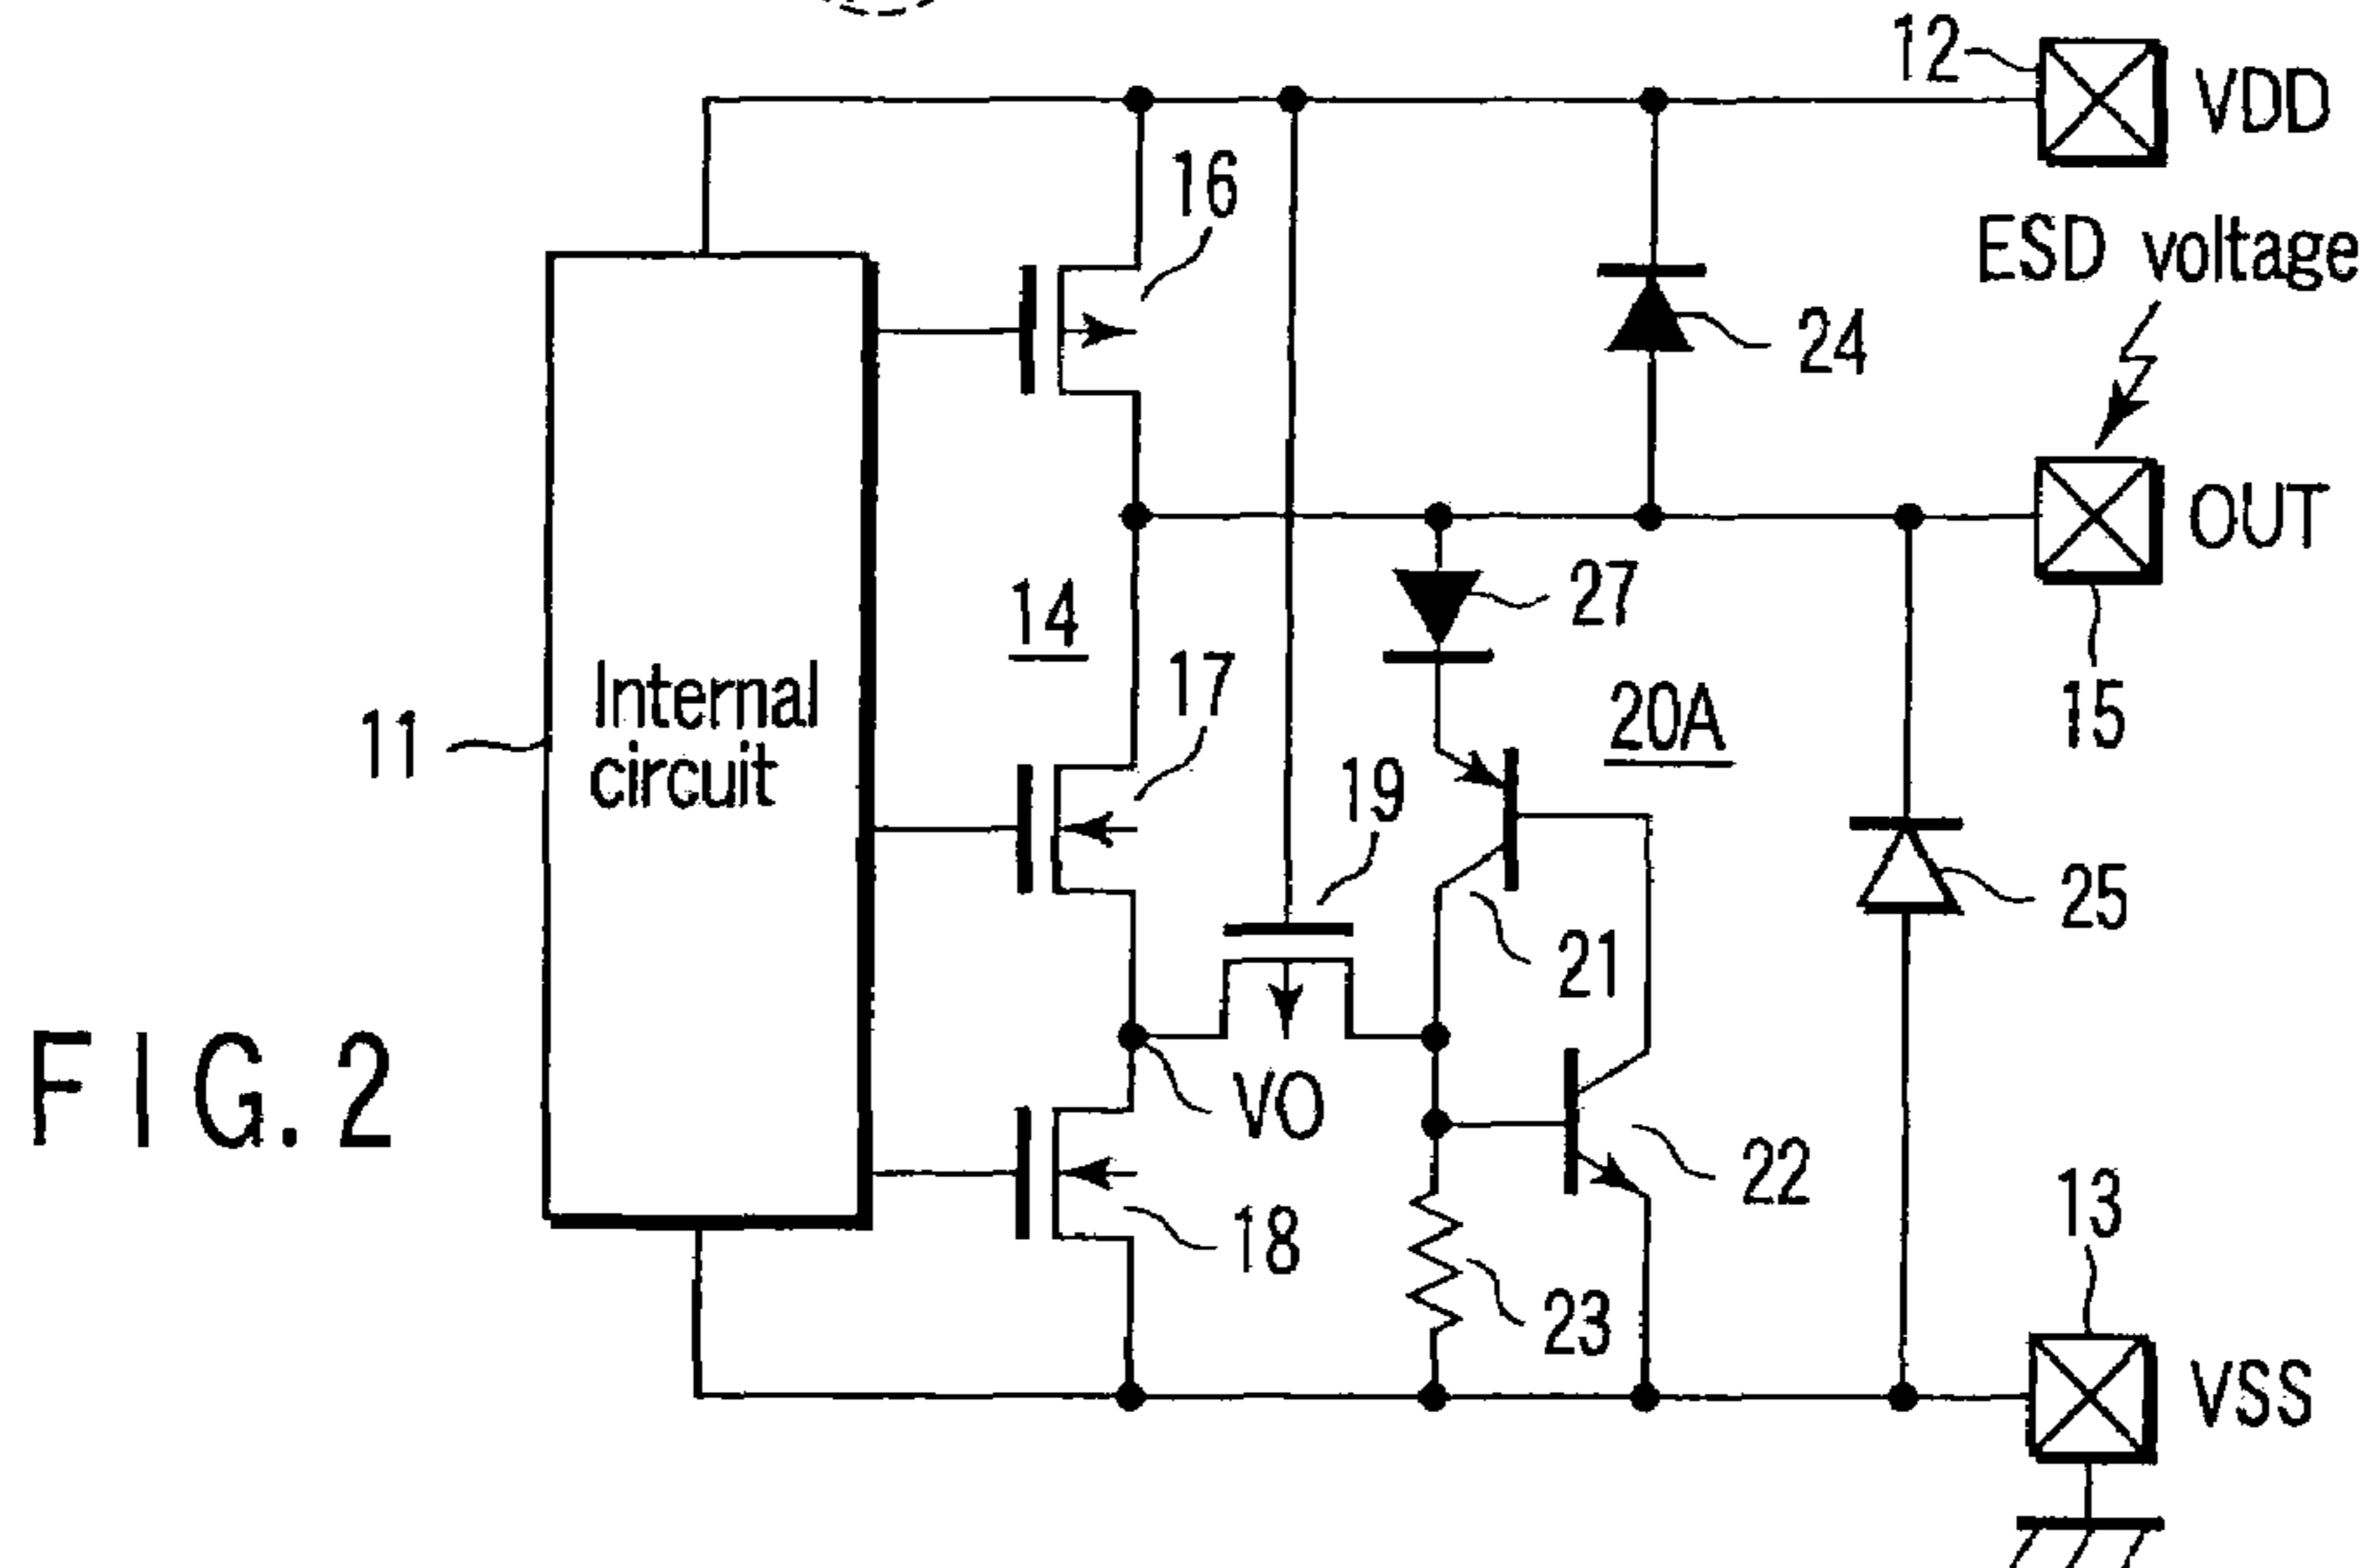 12
VDD
16
ESD voltage
24
OUT
27
14
17
20A
15
Internal
circuit
11
19
25
21
FIG. 2
VO
22
13
18
23
VSS